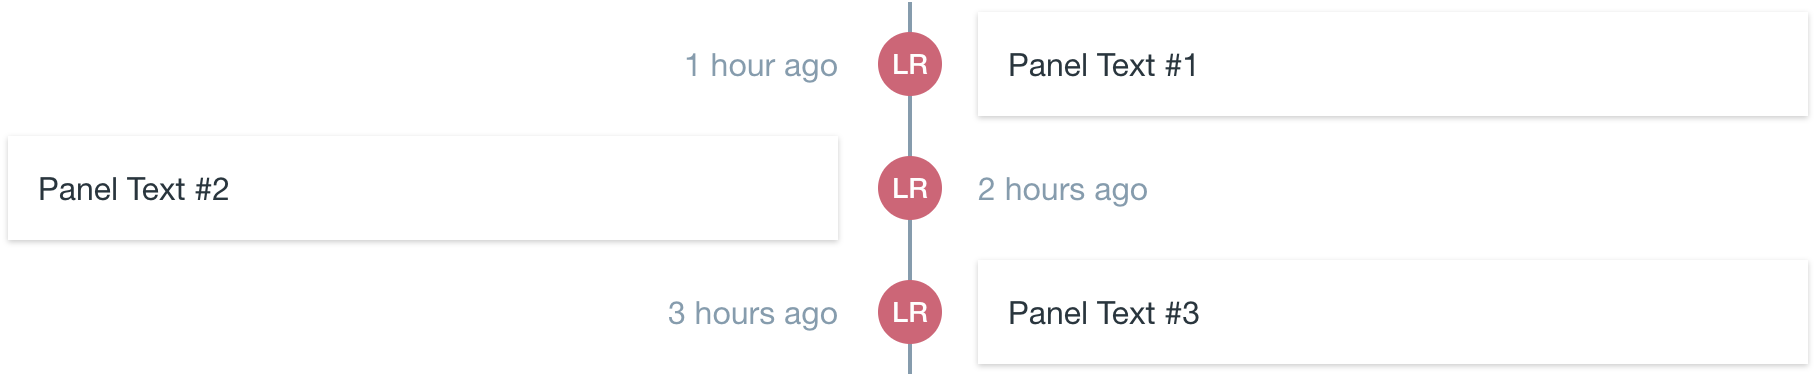 1 hour ago LR Panel Text #1
Panel Text #2 LR 2 hours ago
3 hours ago LR Panel Text #3